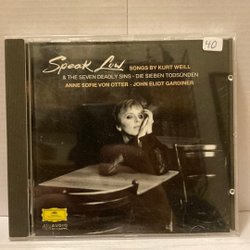 40
Speak Low
SONGS BY KURT WEILL
& THE SEVEN DEADLY SINS · DIE SIEBEN TODSÜNDEN
ANNE SOFIE VON OTTER · JOHN ELIOT GARDINER
AUDIO